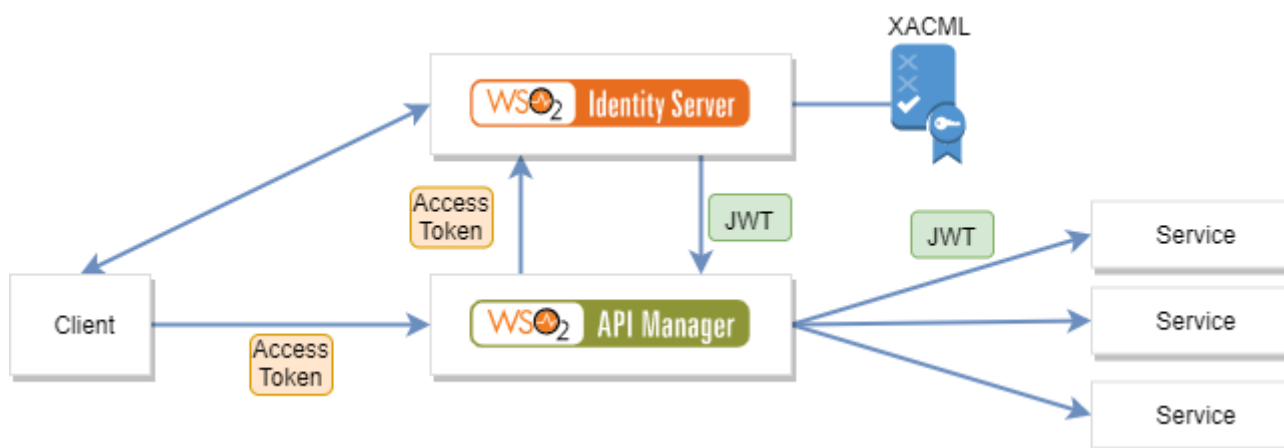 XACML
WSO2 Identity Server
Access
Token
JWT
JWT
Service
Client
WSO2 API Manager
Service
Access
Token
Service